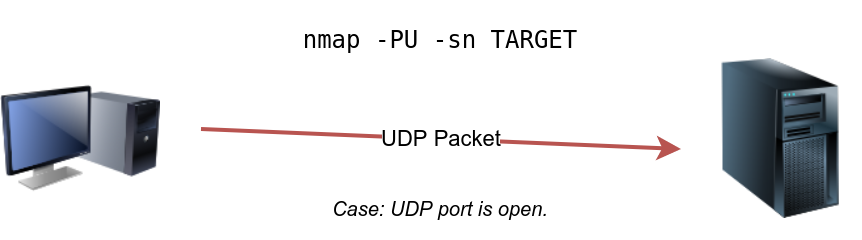 nmap -PU -sn TARGET
UDP Packet
Case: UDP port is open.